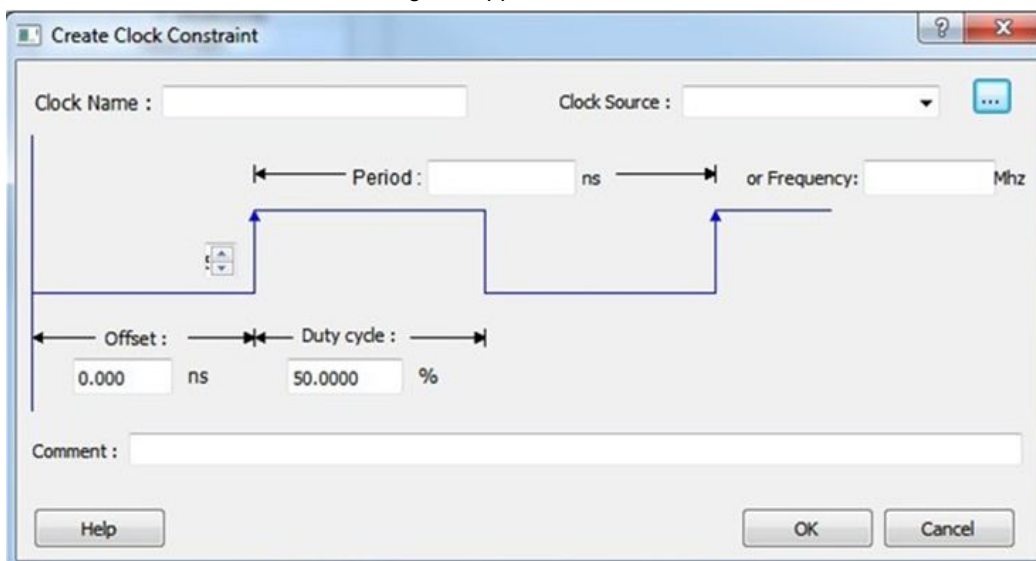 Create Clock Constraint
Clock Name :
Clock Source :
...
Period :
ns
or Frequency:
Mhz
Offset :
Duty cycle :
0.000
ns
50.0000
%
Comment :
Help
OK
Cancel